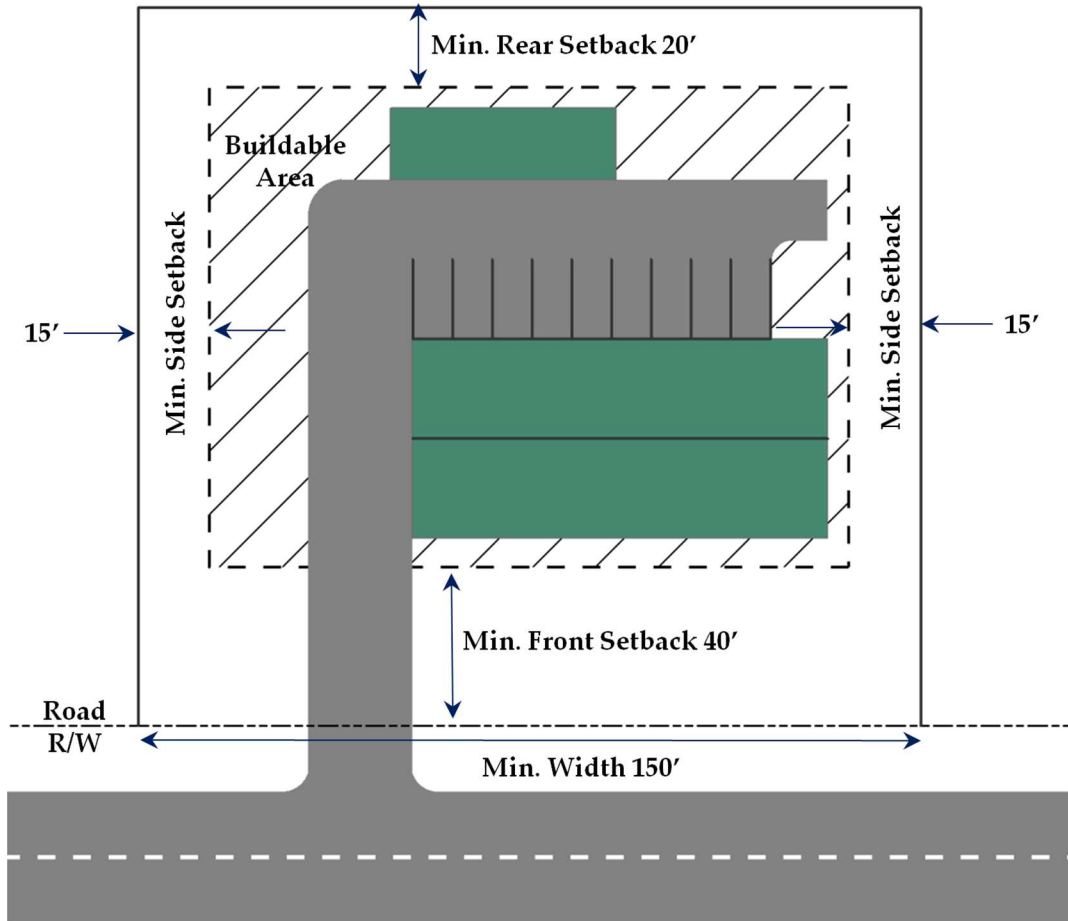 Min. Rear Setback 20’
Buildable
Area
Min. Side Setback
Min. Side Setback
15’
15’
Min. Front Setback 40’
Road
R/W
Min. Width 150’